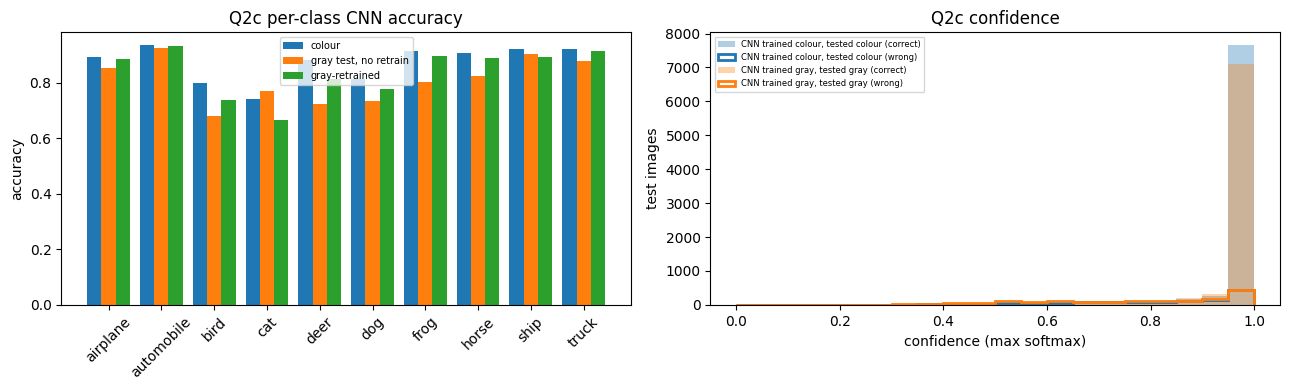 Q2c per-class CNN accuracy
colour
gray test, no retrain
gray-retrained
accuracy
0.8
0.6
0.4
0.2
0.0
airplane
automobile
bird
cat
deer
dog
frog
horse
ship
truck
Q2c confidence
CNN trained colour, tested colour (correct)
CNN trained colour, tested colour (wrong)
CNN trained gray, tested gray (correct)
CNN trained gray, tested gray (wrong)
test images
8000
7000
6000
5000
4000
3000
2000
1000
0
0.0 0.2 0.4 0.6 0.8 1.0
confidence (max softmax)